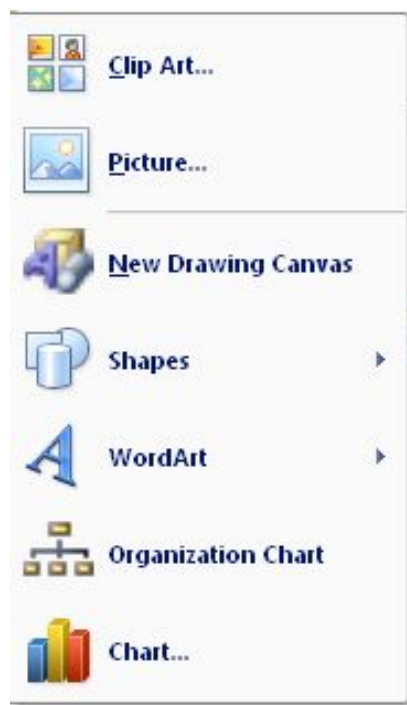 Clip Art...
Picture...
New Drawing Canvas
Shapes
WordArt
Organization Chart
Chart...